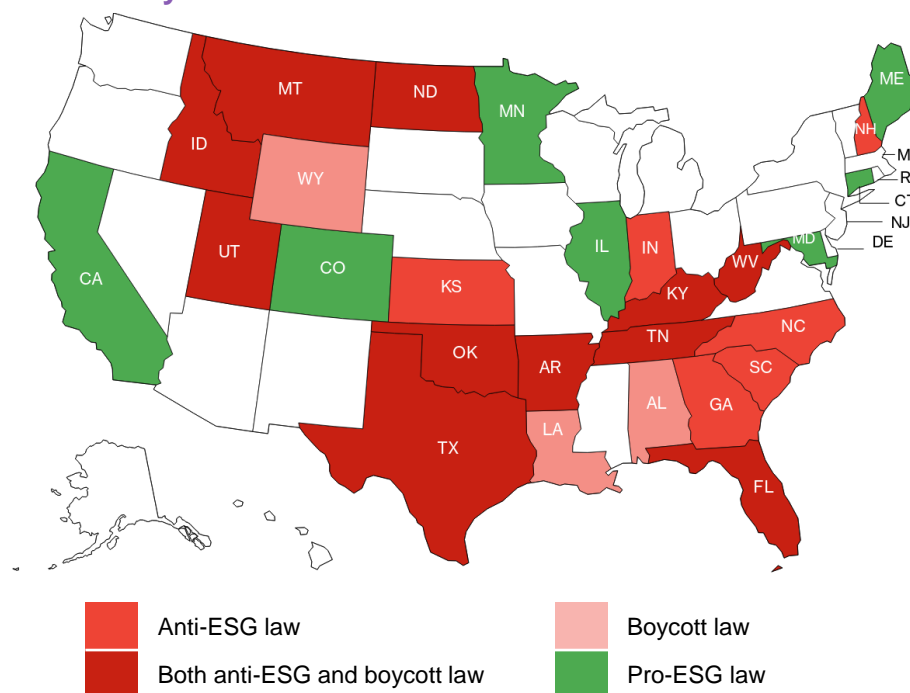 MT
ND
MN
ME
ID
NH
WY
M
R
CT
NJ
DE
UT
CO
IL
IN
MD
WV
CA
KS
KY
NC
OK
AR
TN
SC
TX
LA
AL
GA
FL
Anti-ESG law
Boycott law
Both anti-ESG and boycott law
Pro-ESG law